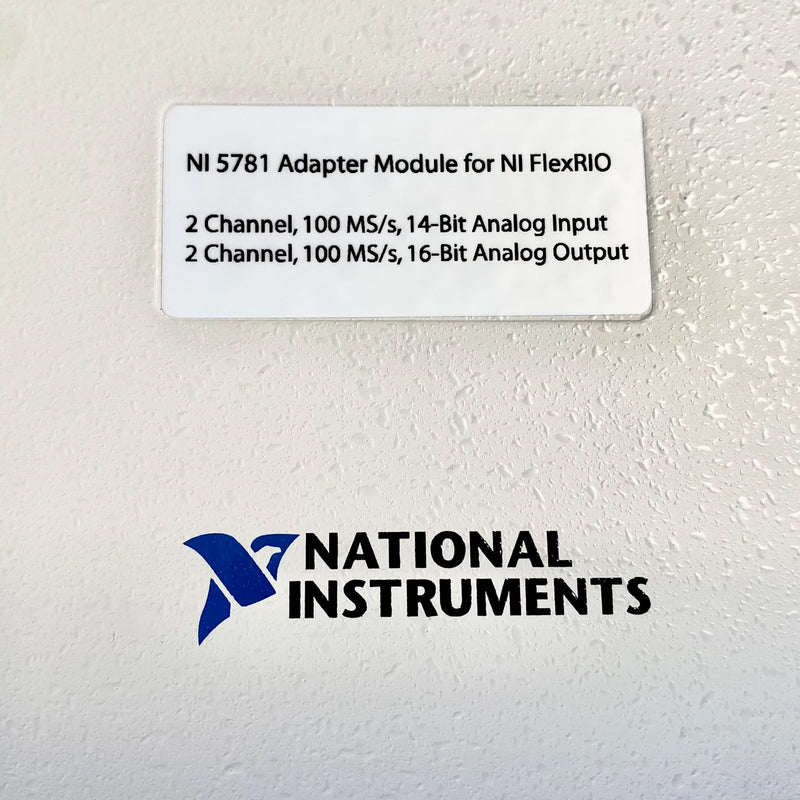 NI 5781 Adapter Module for NI FlexRIO
2 Channel, 100 MS/s, 14-Bit Analog Input
2 Channel, 100 MS/s, 16-Bit Analog Output
NATIONAL
INSTRUMENTS